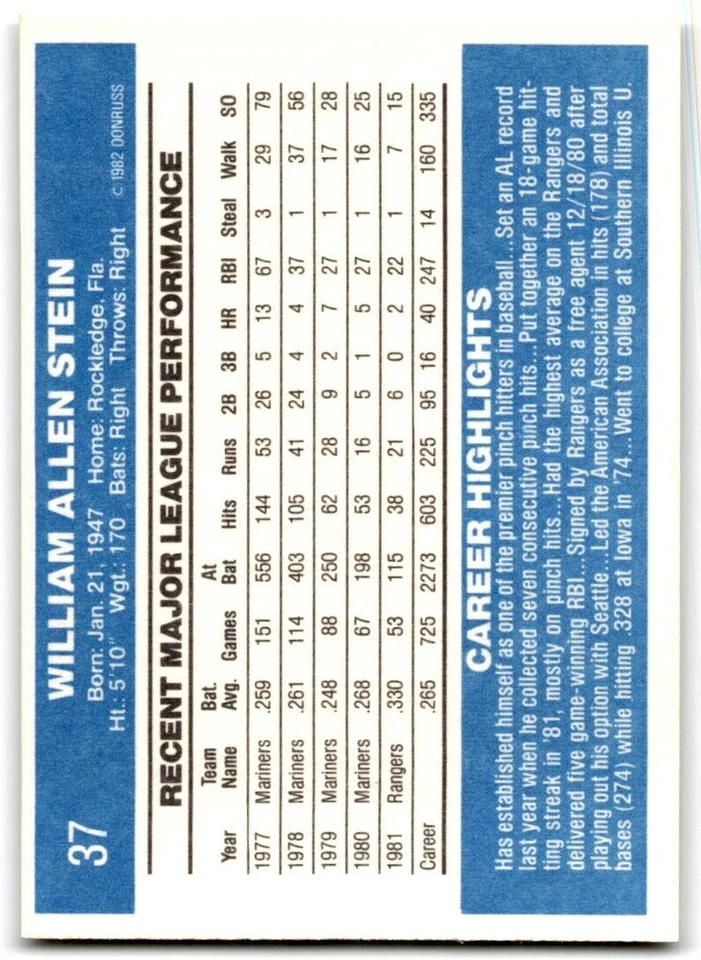 37
WILLIAM ALLEN STEIN
Born: Jan. 21, 1947 Home: Rockledge, Fla.
Ht.: 5'10" Wgt.: 170 Bats: Right Throws: Right © 1982 DONRUSS
RECENT MAJOR LEAGUE PERFORMANCE
Year Team Name Bat. Avg. Games At Bat Hits Runs 2B 3B HR RBI Steal Walk SO
1977 Mariners .259 151 556 144 53 26 5 13 67 3 29 79
1978 Mariners .261 114 403 105 41 24 4 4 37 1 37 56
1979 Mariners .248 88 250 62 28 9 2 7 27 1 17 28
1980 Mariners .268 67 198 53 16 5 1 5 27 1 16 25
1981 Rangers .330 53 115 38 21 6 0 2 22 1 7 15
Career .265 725 2273 603 225 95 16 40 247 14 160 335
CAREER HIGHLIGHTS
Has established himself as one of the premier pinch hitters in baseball...Set an AL record
last year when he collected seven consecutive pinch hits...Put together an 18-game hit-
ting streak in '81, mostly on pinch hits...Had the highest average on the Rangers and
delivered five game-winning RBI...Signed by Rangers as a free agent 12/18/80 after
playing out his option with Seattle...Led the American Association in hits (178) and total
bases (274) while hitting .328 at Iowa in '74...Went to college at Southern Illinois U.